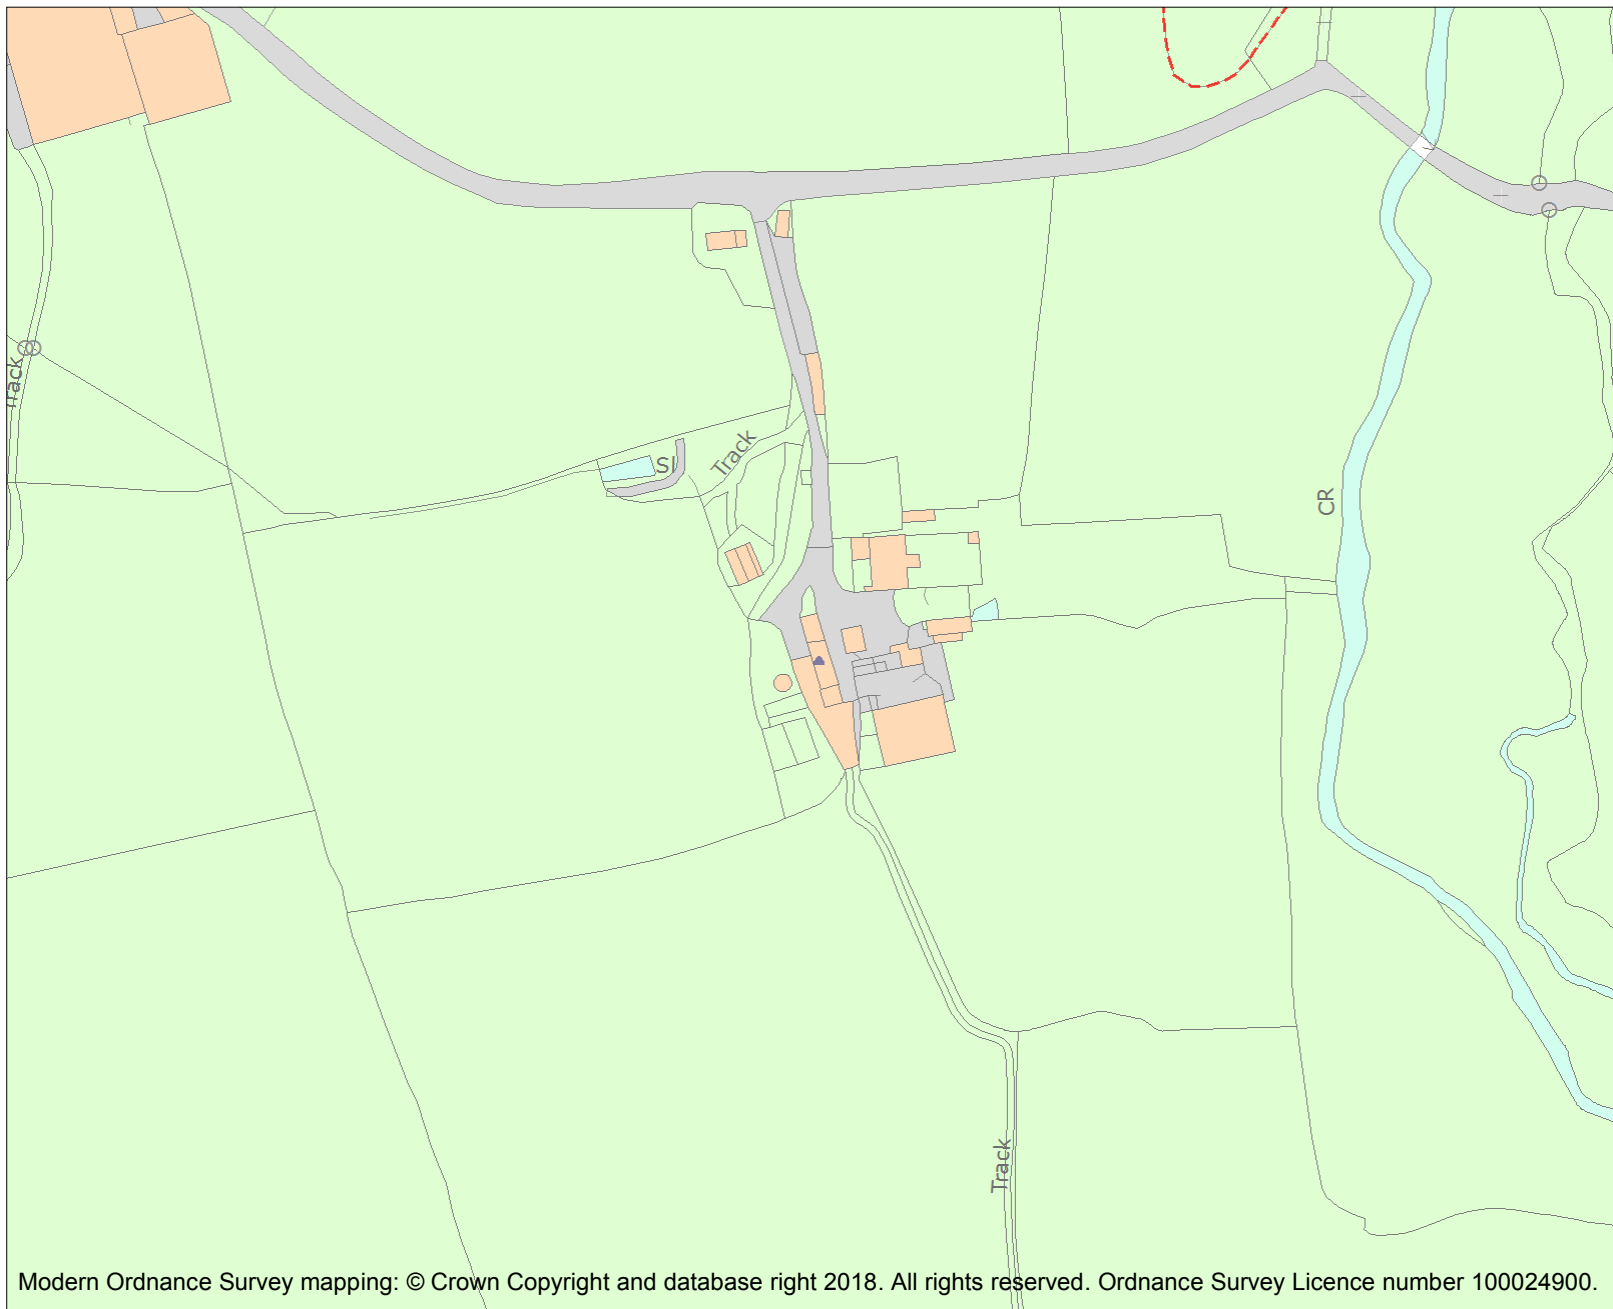 Track
Sl
Track
CR
Track
Modern Ordnance Survey mapping: © Crown Copyright and database right 2018. All rights reserved. Ordnance Survey Licence number 100024900.